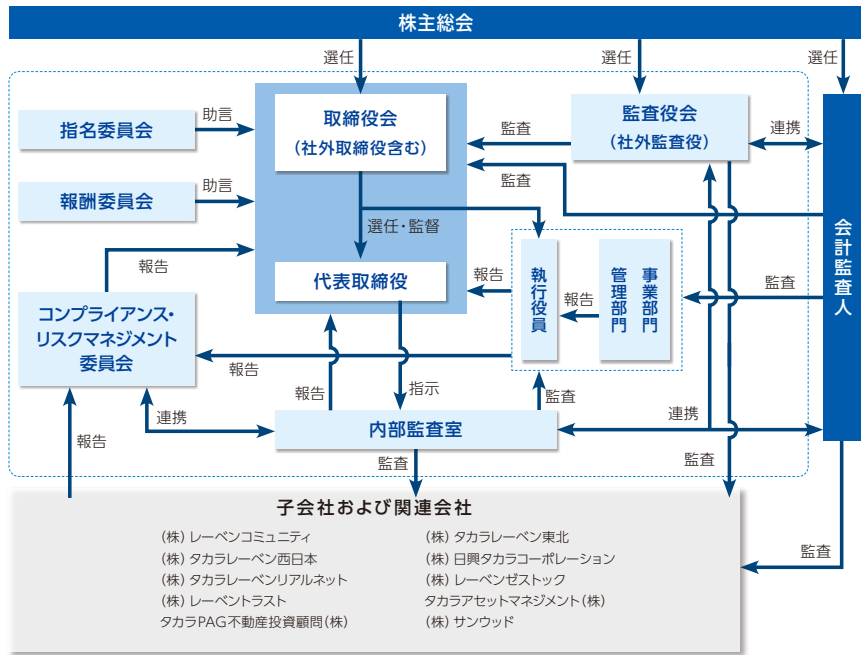 株主総会
選任
選任
選任
指名委員会
助言
取締役会
(社外取締役含む)
監査
監査役会
(社外監査役)
連携
監査
報酬委員会
助言
選任・監督
会計監査人
報告
代表取締役
報告
執行役員
報告
管理部門
事業部門
監査
コンプライアンス・
リスクマネジメント
委員会
報告
報告
指示
監査
連携
内部監査室
連携
報告
監査
監査
監査
子会社および関連会社
(株)レーベンコミュニティ
(株)タカラレーベン東北
(株)タカラレーベン西日本
(株)日興タカラコーポレーション
(株)タカラレーベンリアルネット
(株)レーベンゼストック
(株)レーベントラスト
タカラアセットマネジメント(株)
タカラPAG不動産投資顧問(株)
(株)サンウッド